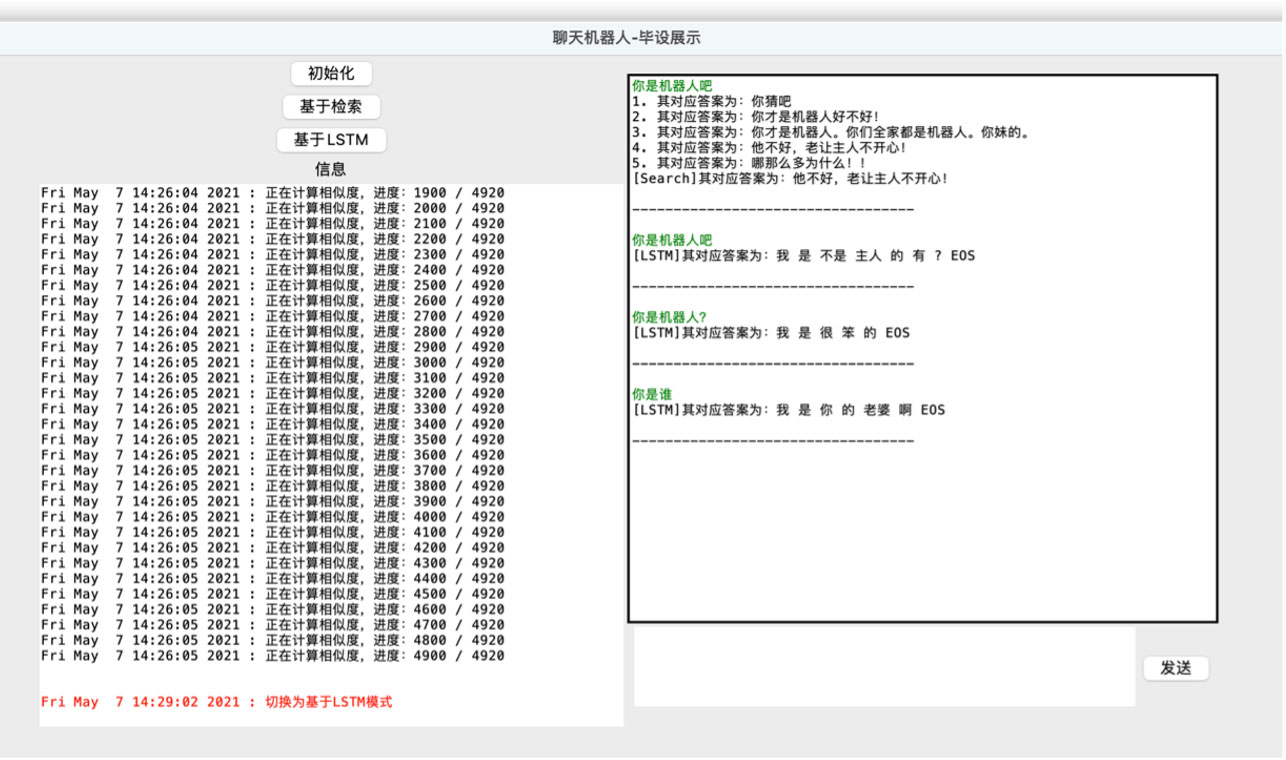 聊天机器人-毕设展示
初始化
基于检索
基于LSTM
信息
Fri May  7 14:26:04 2021 : 正在计算相似度，进度：1900 / 4920
Fri May  7 14:26:04 2021 : 正在计算相似度，进度：2000 / 4920
Fri May  7 14:26:04 2021 : 正在计算相似度，进度：2100 / 4920
Fri May  7 14:26:04 2021 : 正在计算相似度，进度：2200 / 4920
Fri May  7 14:26:04 2021 : 正在计算相似度，进度：2300 / 4920
Fri May  7 14:26:04 2021 : 正在计算相似度，进度：2400 / 4920
Fri May  7 14:26:04 2021 : 正在计算相似度，进度：2500 / 4920
Fri May  7 14:26:04 2021 : 正在计算相似度，进度：2600 / 4920
Fri May  7 14:26:04 2021 : 正在计算相似度，进度：2700 / 4920
Fri May  7 14:26:04 2021 : 正在计算相似度，进度：2800 / 4920
Fri May  7 14:26:05 2021 : 正在计算相似度，进度：2900 / 4920
Fri May  7 14:26:05 2021 : 正在计算相似度，进度：3000 / 4920
Fri May  7 14:26:05 2021 : 正在计算相似度，进度：3100 / 4920
Fri May  7 14:26:05 2021 : 正在计算相似度，进度：3200 / 4920
Fri May  7 14:26:05 2021 : 正在计算相似度，进度：3300 / 4920
Fri May  7 14:26:05 2021 : 正在计算相似度，进度：3400 / 4920
Fri May  7 14:26:05 2021 : 正在计算相似度，进度：3500 / 4920
Fri May  7 14:26:05 2021 : 正在计算相似度，进度：3600 / 4920
Fri May  7 14:26:05 2021 : 正在计算相似度，进度：3700 / 4920
Fri May  7 14:26:05 2021 : 正在计算相似度，进度：3800 / 4920
Fri May  7 14:26:05 2021 : 正在计算相似度，进度：3900 / 4920
Fri May  7 14:26:05 2021 : 正在计算相似度，进度：4000 / 4920
Fri May  7 14:26:05 2021 : 正在计算相似度，进度：4100 / 4920
Fri May  7 14:26:05 2021 : 正在计算相似度，进度：4200 / 4920
Fri May  7 14:26:05 2021 : 正在计算相似度，进度：4300 / 4920
Fri May  7 14:26:05 2021 : 正在计算相似度，进度：4400 / 4920
Fri May  7 14:26:05 2021 : 正在计算相似度，进度：4500 / 4920
Fri May  7 14:26:05 2021 : 正在计算相似度，进度：4600 / 4920
Fri May  7 14:26:05 2021 : 正在计算相似度，进度：4700 / 4920
Fri May  7 14:26:05 2021 : 正在计算相似度，进度：4800 / 4920
Fri May  7 14:26:05 2021 : 正在计算相似度，进度：4900 / 4920
Fri May  7 14:29:02 2021 : 切换为基于LSTM模式
你是机器人吧
1. 其对应答案为：你猜吧
2. 其对应答案为：你才是机器人好不好！
3. 其对应答案为：你才是机器人。你们全家都是机器人。你妹的。
4. 其对应答案为：他不好，老让主人不开心！
5. 其对应答案为：哪那么多为什么！！
[Search]其对应答案为：他不好，老让主人不开心！
----------------------------------
你是机器人吧
[LSTM]其对应答案为：我 是 不是 主人 的 有 ? EOS
----------------------------------
你是机器人?
[LSTM]其对应答案为：我 是 很 笨 的 EOS
----------------------------------
你是谁
[LSTM]其对应答案为：我 是 你 的 老婆 啊 EOS
----------------------------------
发送